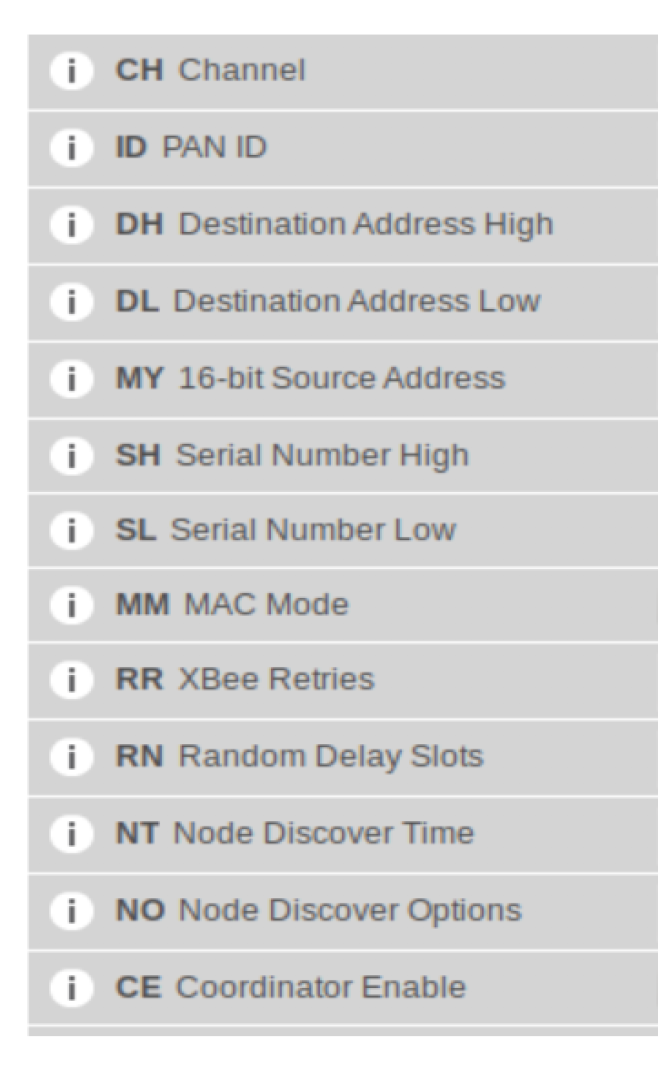 i CH Channel
i ID PAN ID
i DH Destination Address High
i DL Destination Address Low
i MY 16-bit Source Address
i SH Serial Number High
i SL Serial Number Low
i MM MAC Mode
i RR XBee Retries
i RN Random Delay Slots
i NT Node Discover Time
i NO Node Discover Options
i CE Coordinator Enable